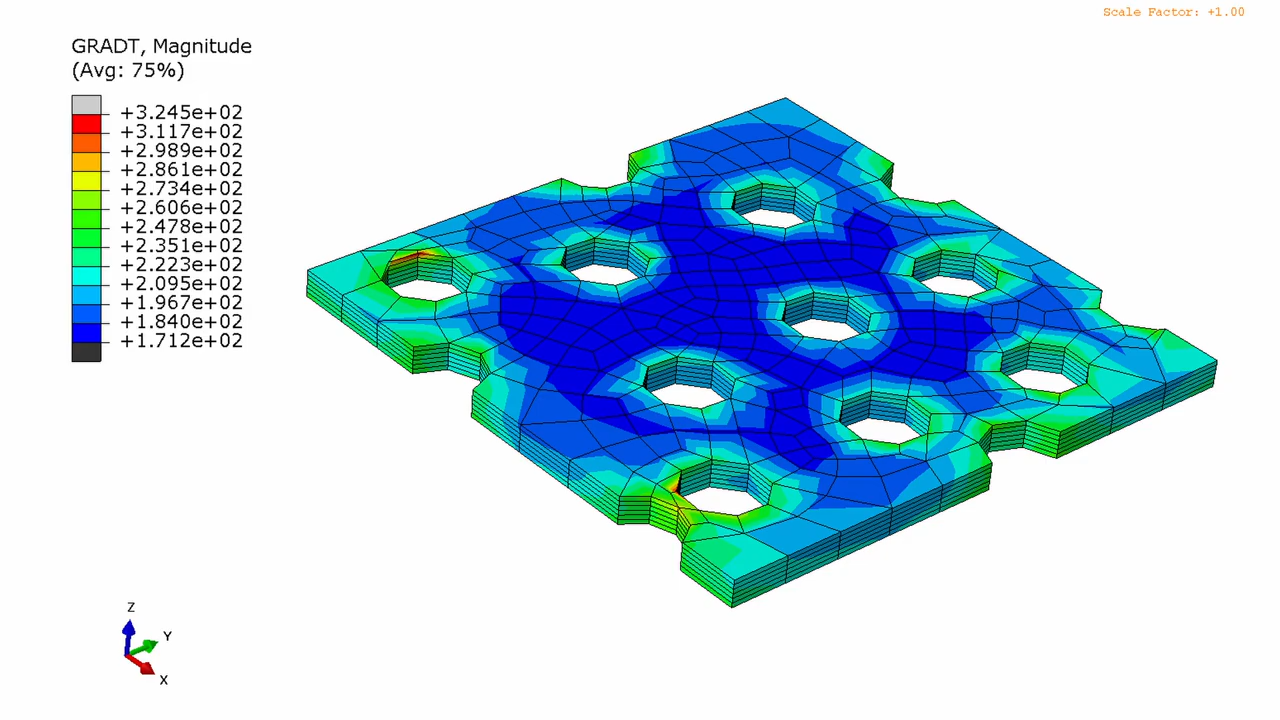 Scale Factor: +1.00
GRADT, Magnitude
(Avg: 75%)
+3.245e+02
+3.117e+02
+2.989e+02
+2.861e+02
+2.734e+02
+2.606e+02
+2.478e+02
+2.351e+02
+2.223e+02
+2.095e+02
+1.967e+02
+1.840e+02
+1.712e+02
Z
Y
X